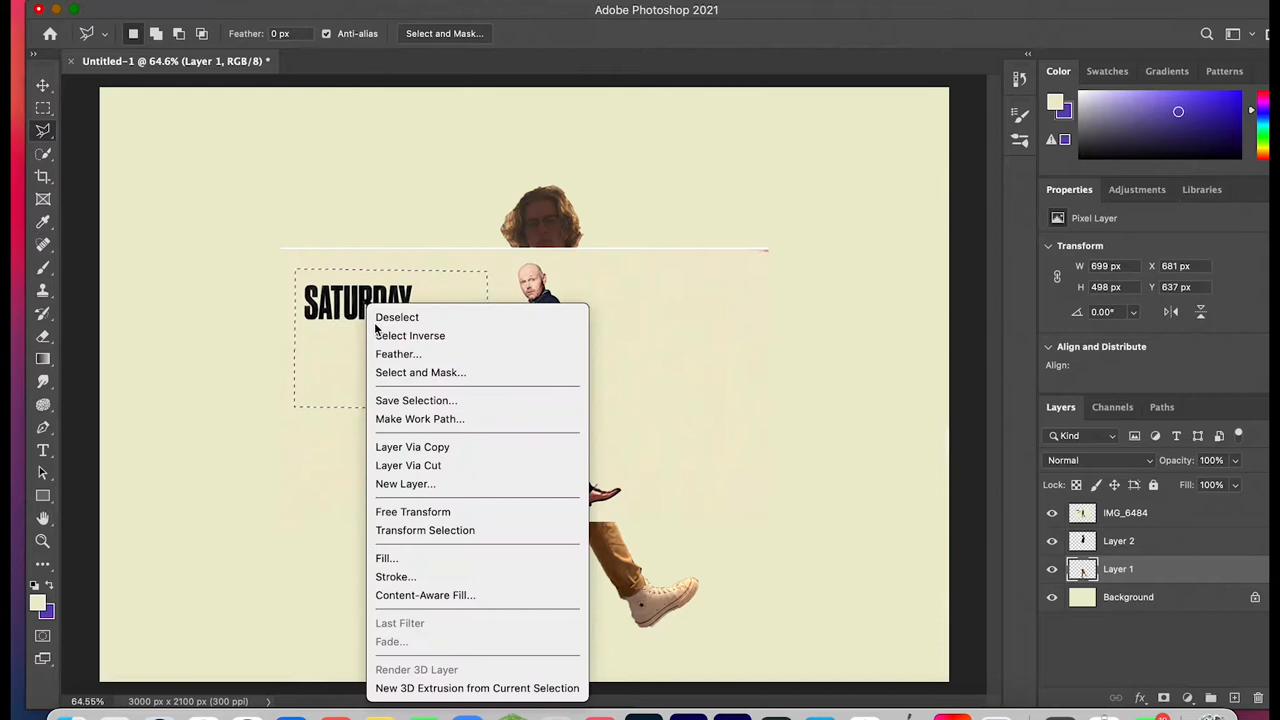 Adobe Photoshop 2021
Feather: 0 px Anti-alias Select and Mask...
Untitled-1 @ 64.6% (Layer 1, RGB/8) *
SATURDAY
Deselect
Select Inverse
Feather...
Select and Mask...
Save Selection...
Make Work Path...
Layer Via Copy
Layer Via Cut
New Layer...
Free Transform
Transform Selection
Fill...
Stroke...
Content-Aware Fill...
Last Filter
Fade...
Render 3D Layer
New 3D Extrusion from Current Selection
64.55% 3000 px x 2100 px (300 ppi)
Color Swatches Gradients Patterns
Properties Adjustments Libraries
Pixel Layer
Transform
W 699 px X 681 px
H 498 px Y 637 px
0.00°
Align and Distribute
Align:
Layers Channels Paths
Kind
Normal Opacity: 100%
Lock: Fill: 100%
IMG_6484
Layer 2
Layer 1
Background